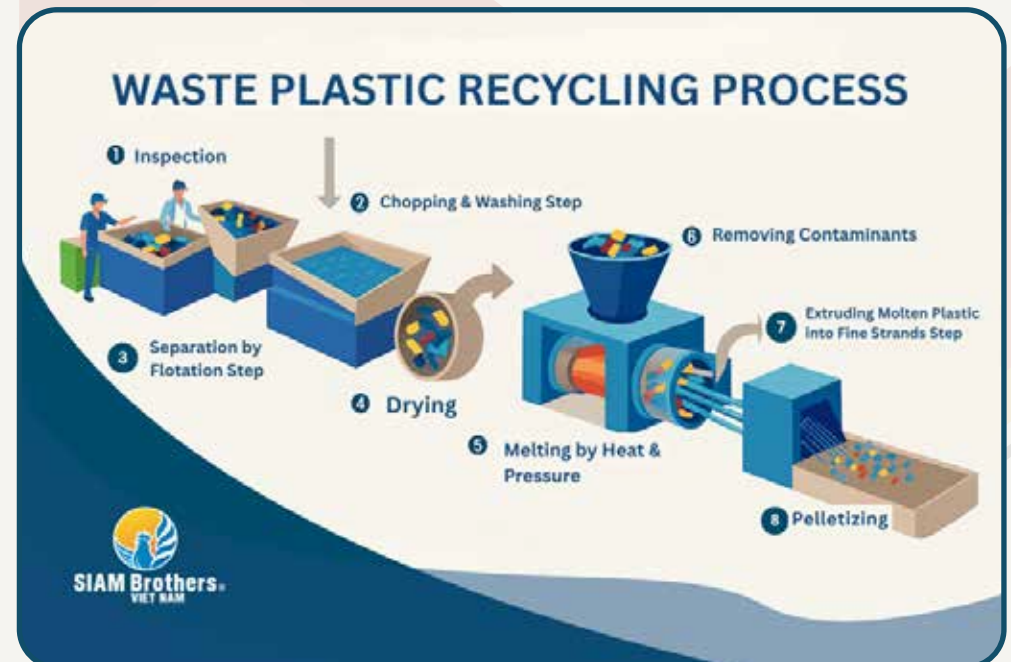 WASTE PLASTIC RECYCLING PROCESS
1 Inspection
2 Chopping & Washing Step
3 Separation by
Flotation Step
4 Drying
5 Melting by Heat &
Pressure
6 Removing Contaminants
7 Extruding Molten Plastic
into Fine Strands Step
8 Pelletizing
SIAM Brothers®
VIET NAM